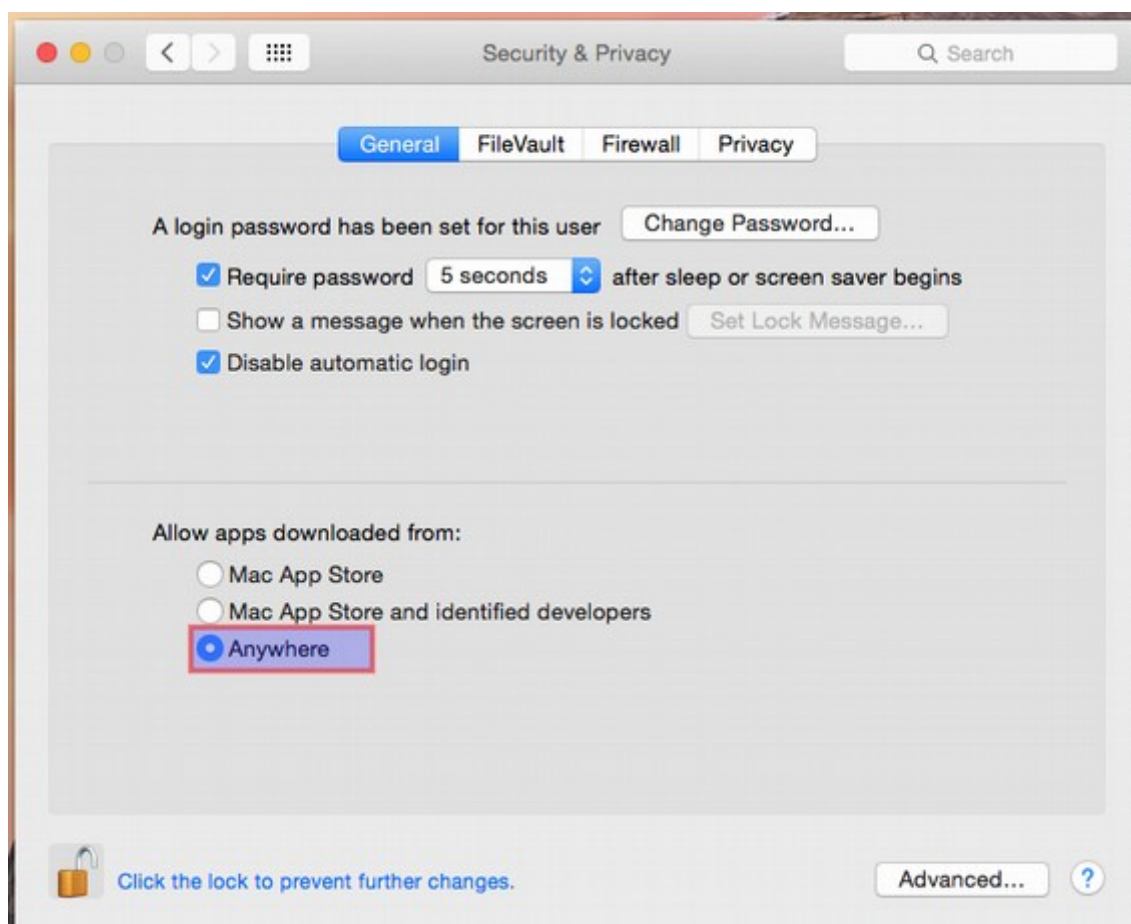 Security & Privacy
Search
General FileVault Firewall Privacy
A login password has been set for this user Change Password...
Require password 5 seconds after sleep or screen saver begins
Show a message when the screen is locked Set Lock Message...
Disable automatic login
Allow apps downloaded from:
Mac App Store
Mac App Store and identified developers
Anywhere
Click the lock to prevent further changes. Advanced... ?